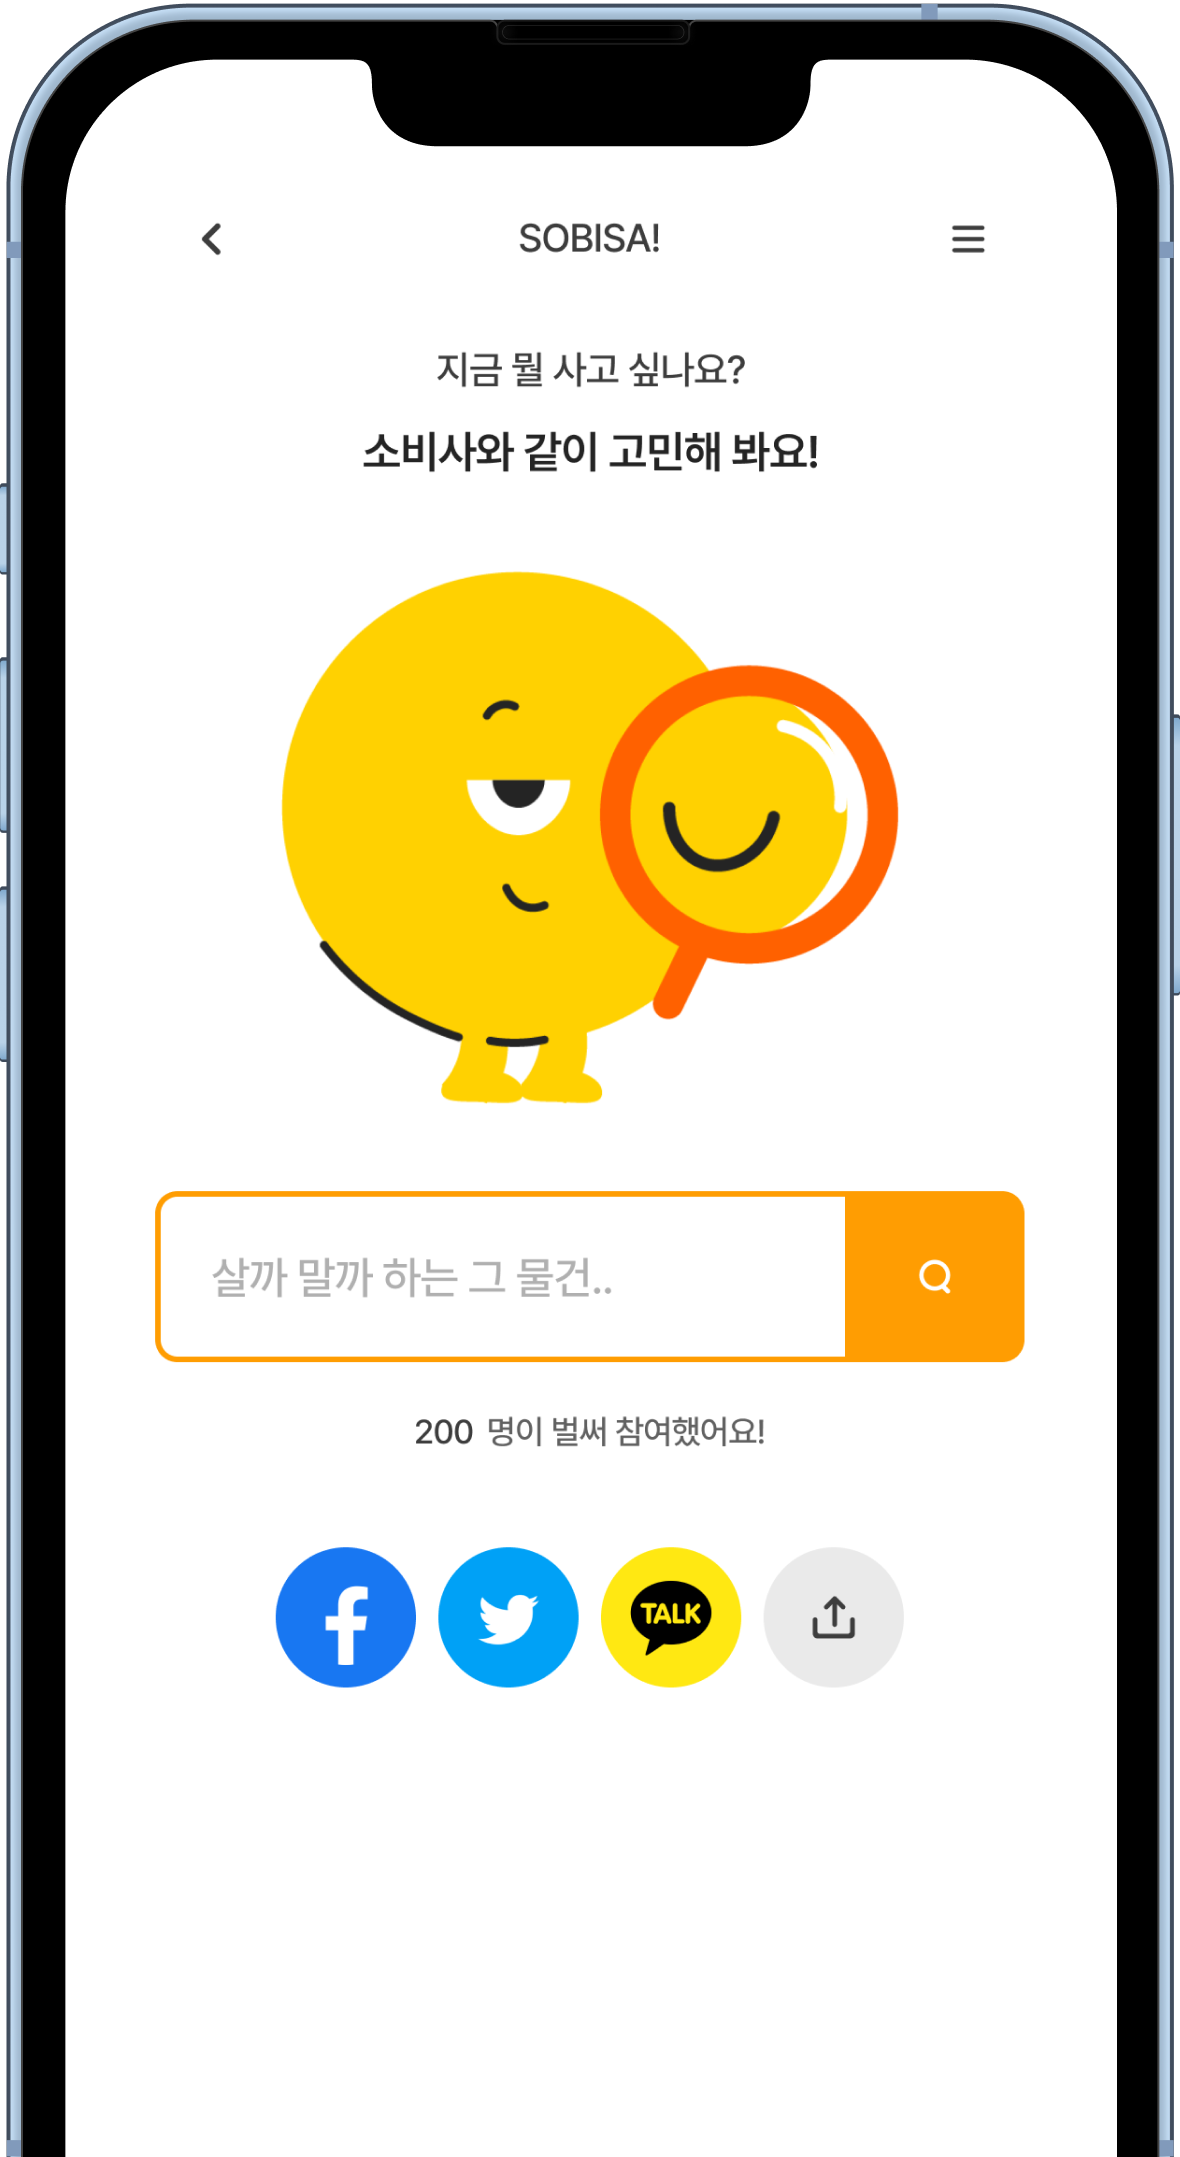 SOBISA!
지금 뭘 사고 싶나요?
소비사와 같이 고민해 봐요!
살까 말까 하는 그 물건..
200 명이 벌써 참여했어요!
TALK